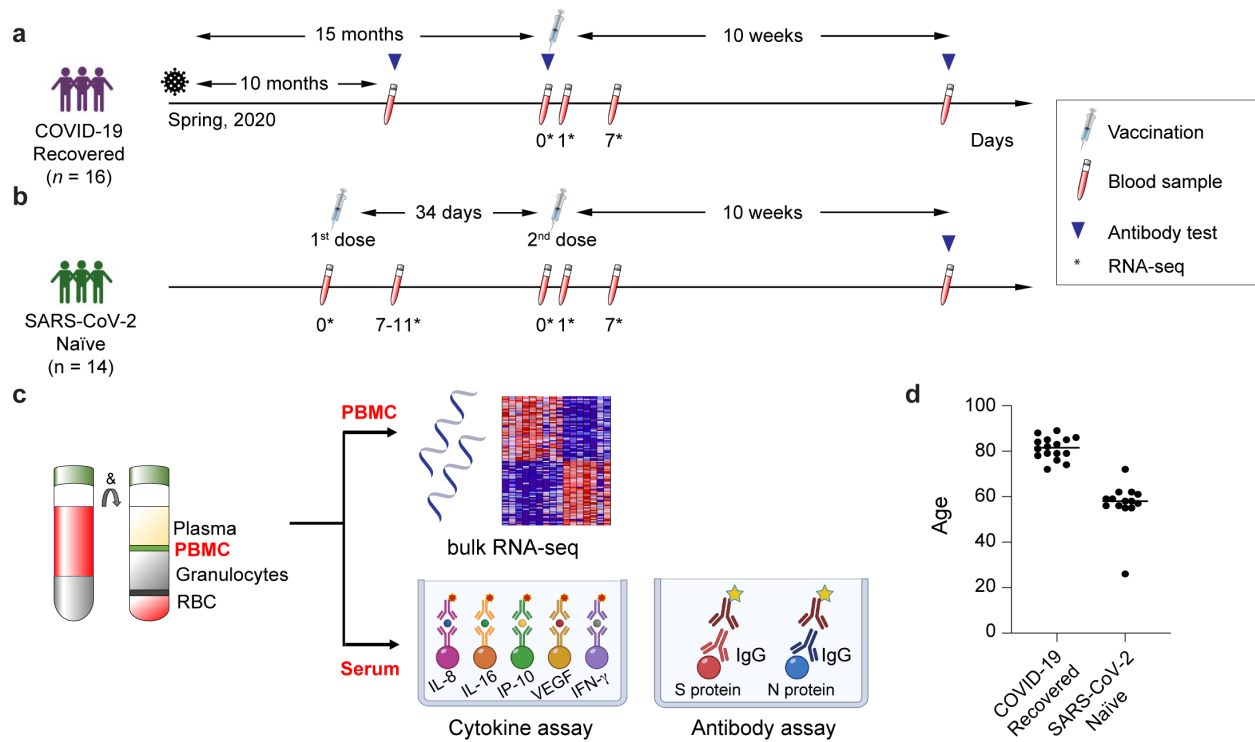 a
15 months
10 weeks
10 months
Spring, 2020
0* 1* 7*
Days
COVID-19
Recovered
(n = 16)
b
34 days
10 weeks
1st dose
2nd dose
0* 7-11* 0* 1* 7*
SARS-CoV-2
Naïve
(n = 14)
Vaccination
Blood sample
Antibody test
* RNA-seq
c
&
Plasma
PBMC
Granulocytes
RBC
PBMC
bulk RNA-seq
Serum
IL-8 IL-16 IP-10 VEGF IFN-γ
Cytokine assay
IgG IgG
S protein N protein
Antibody assay
d
Age
100
80
60
40
20
0
COVID-19
Recovered
SARS-CoV-2
Naïve